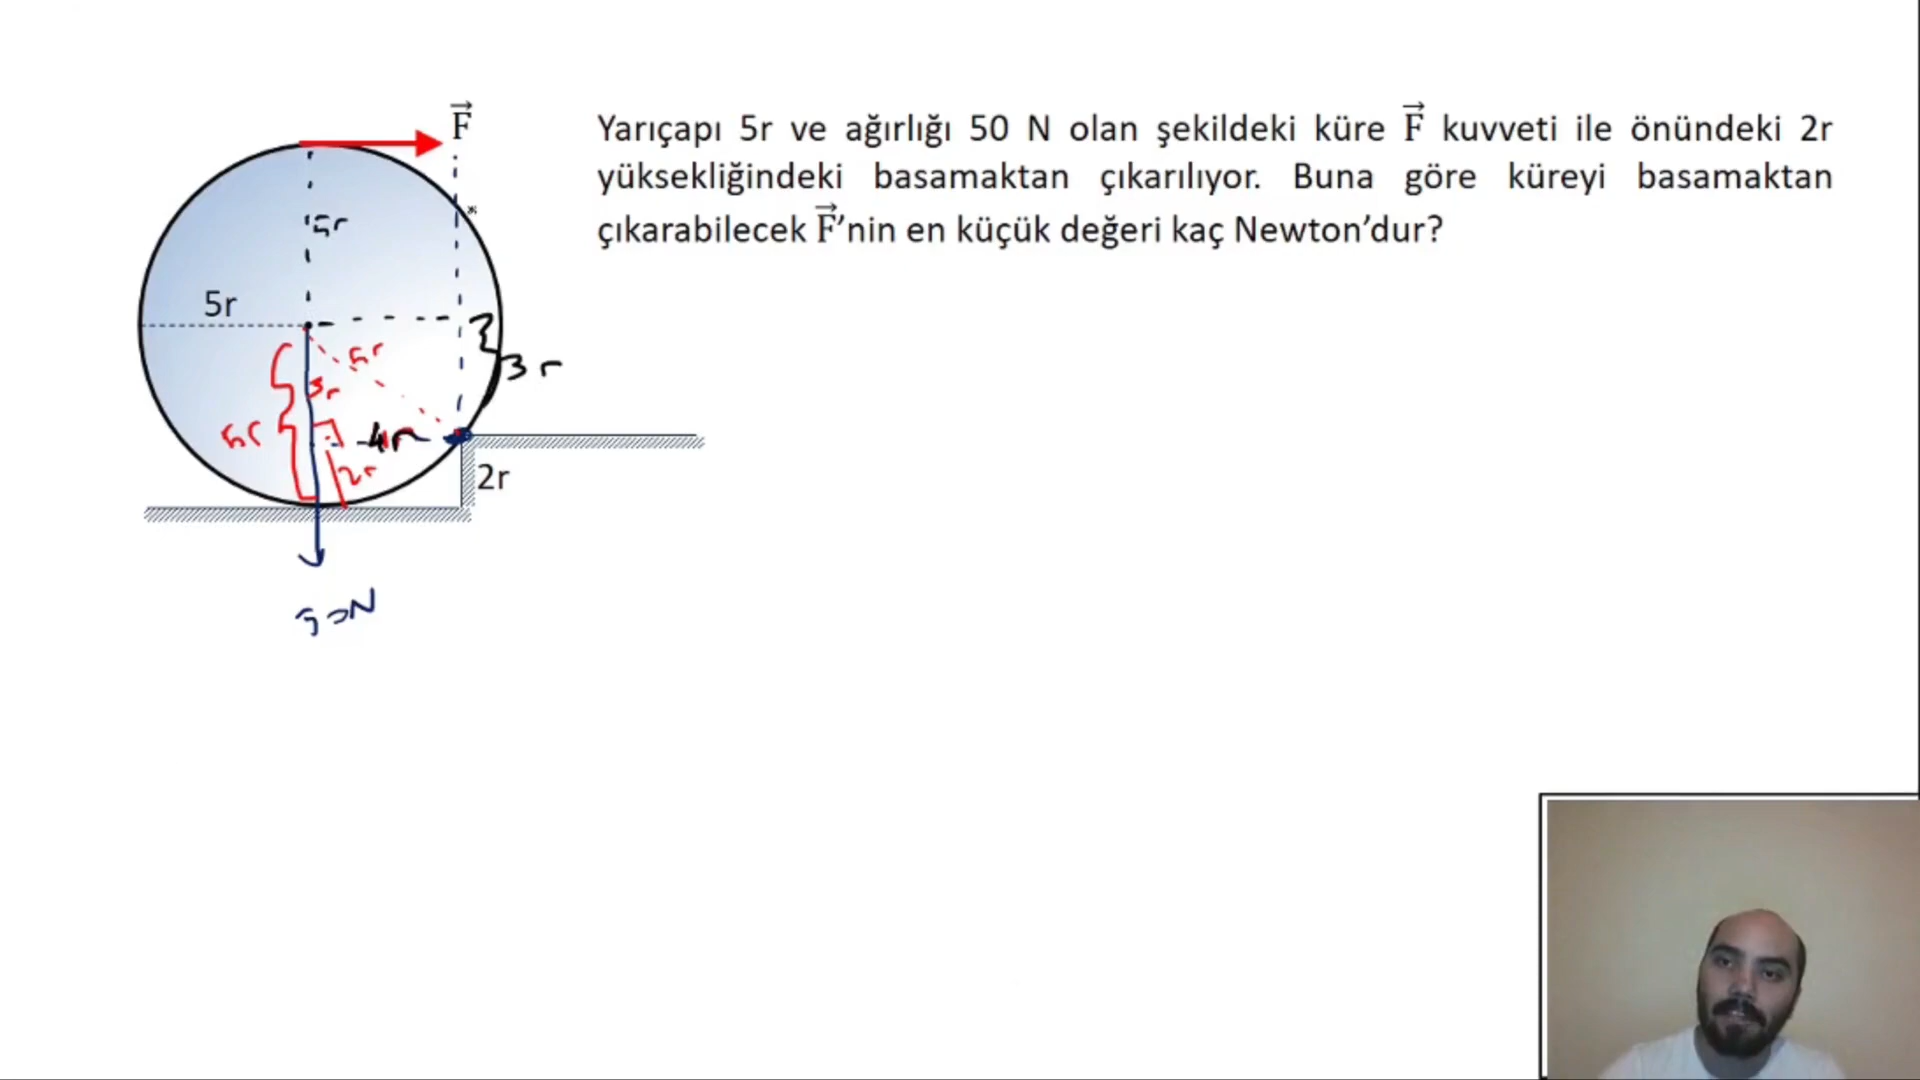 F
Yarıçapı 5r ve ağırlığı 50 N olan şekildeki küre F kuvveti ile önündeki 2r
yüksekliğindeki basamaktan çıkarılıyor. Buna göre küreyi basamaktan
çıkarabilecek F'nin en küçük değeri kaç Newton'dur?
5r
5r
5r
3r
3r
5r
4r
2r
2r
50N